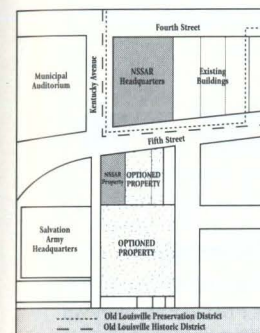 Fourth Street
Municipal
Auditorium
Kentucky Avenue
NSSAR
Headquarters
Existing
Buildings
Fifth Street
NSSAR
Property
OPTIONED
PROPERTY
Salvation
Army
Headquarters
OPTIONED
PROPERTY
Old Louisville Preservation District
Old Louisville Historic District